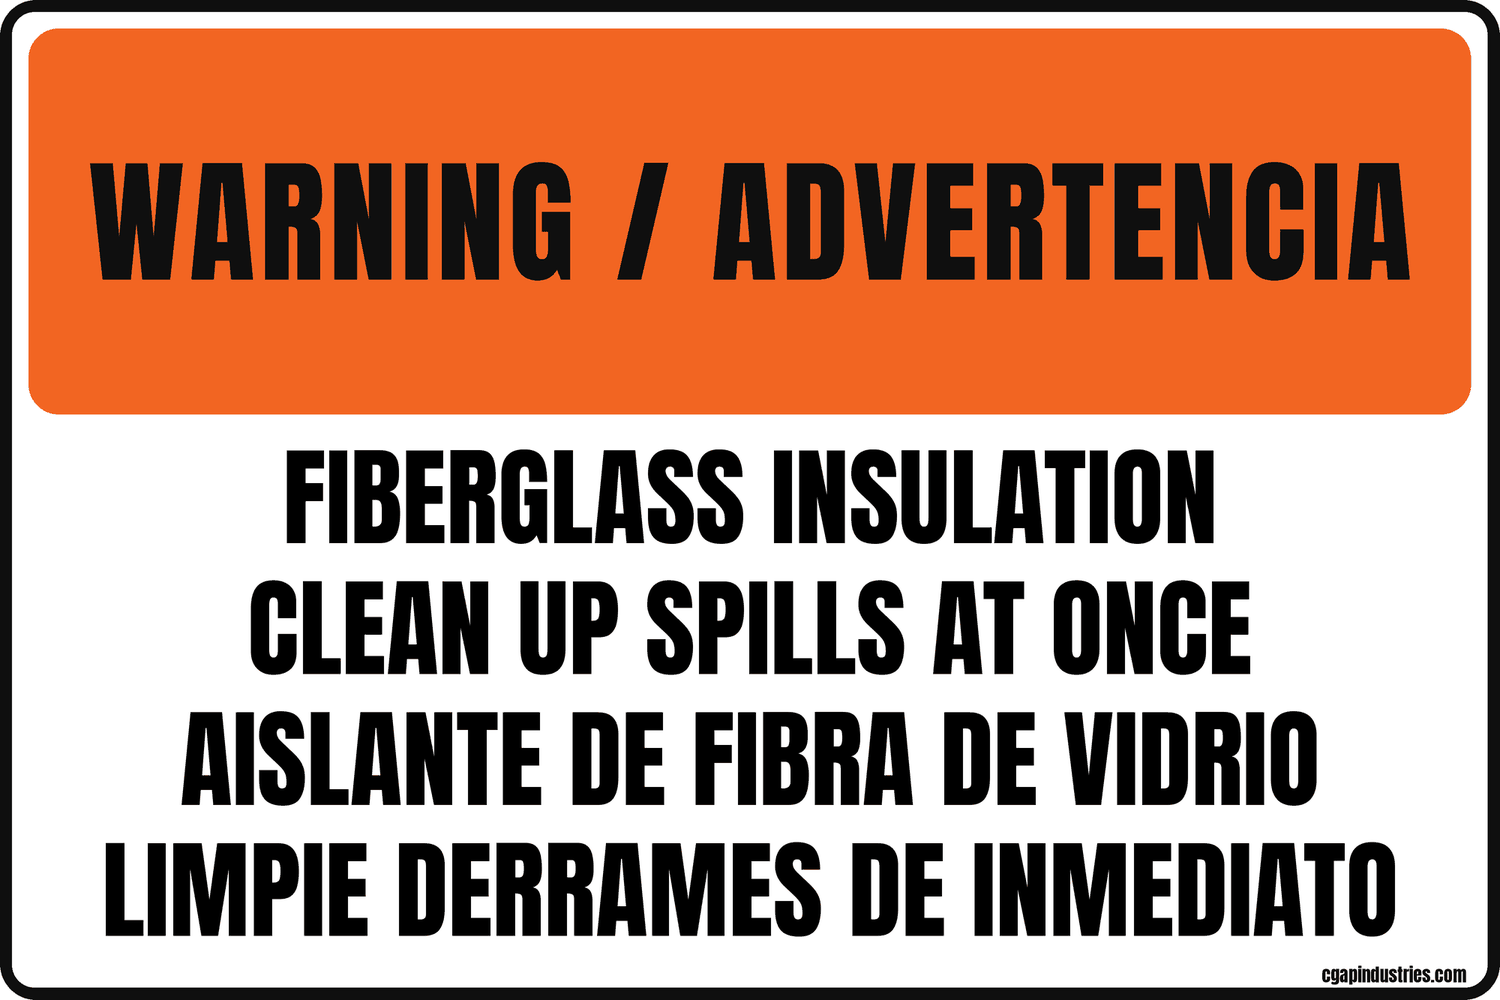 WARNING / ADVERTENCIA
FIBERGLASS INSULATION
CLEAN UP SPILLS AT ONCE
AISLANTE DE FIBRA DE VIDRIO
LIMPIE DERRAMES DE INMEDIATO
cgapindustries.com